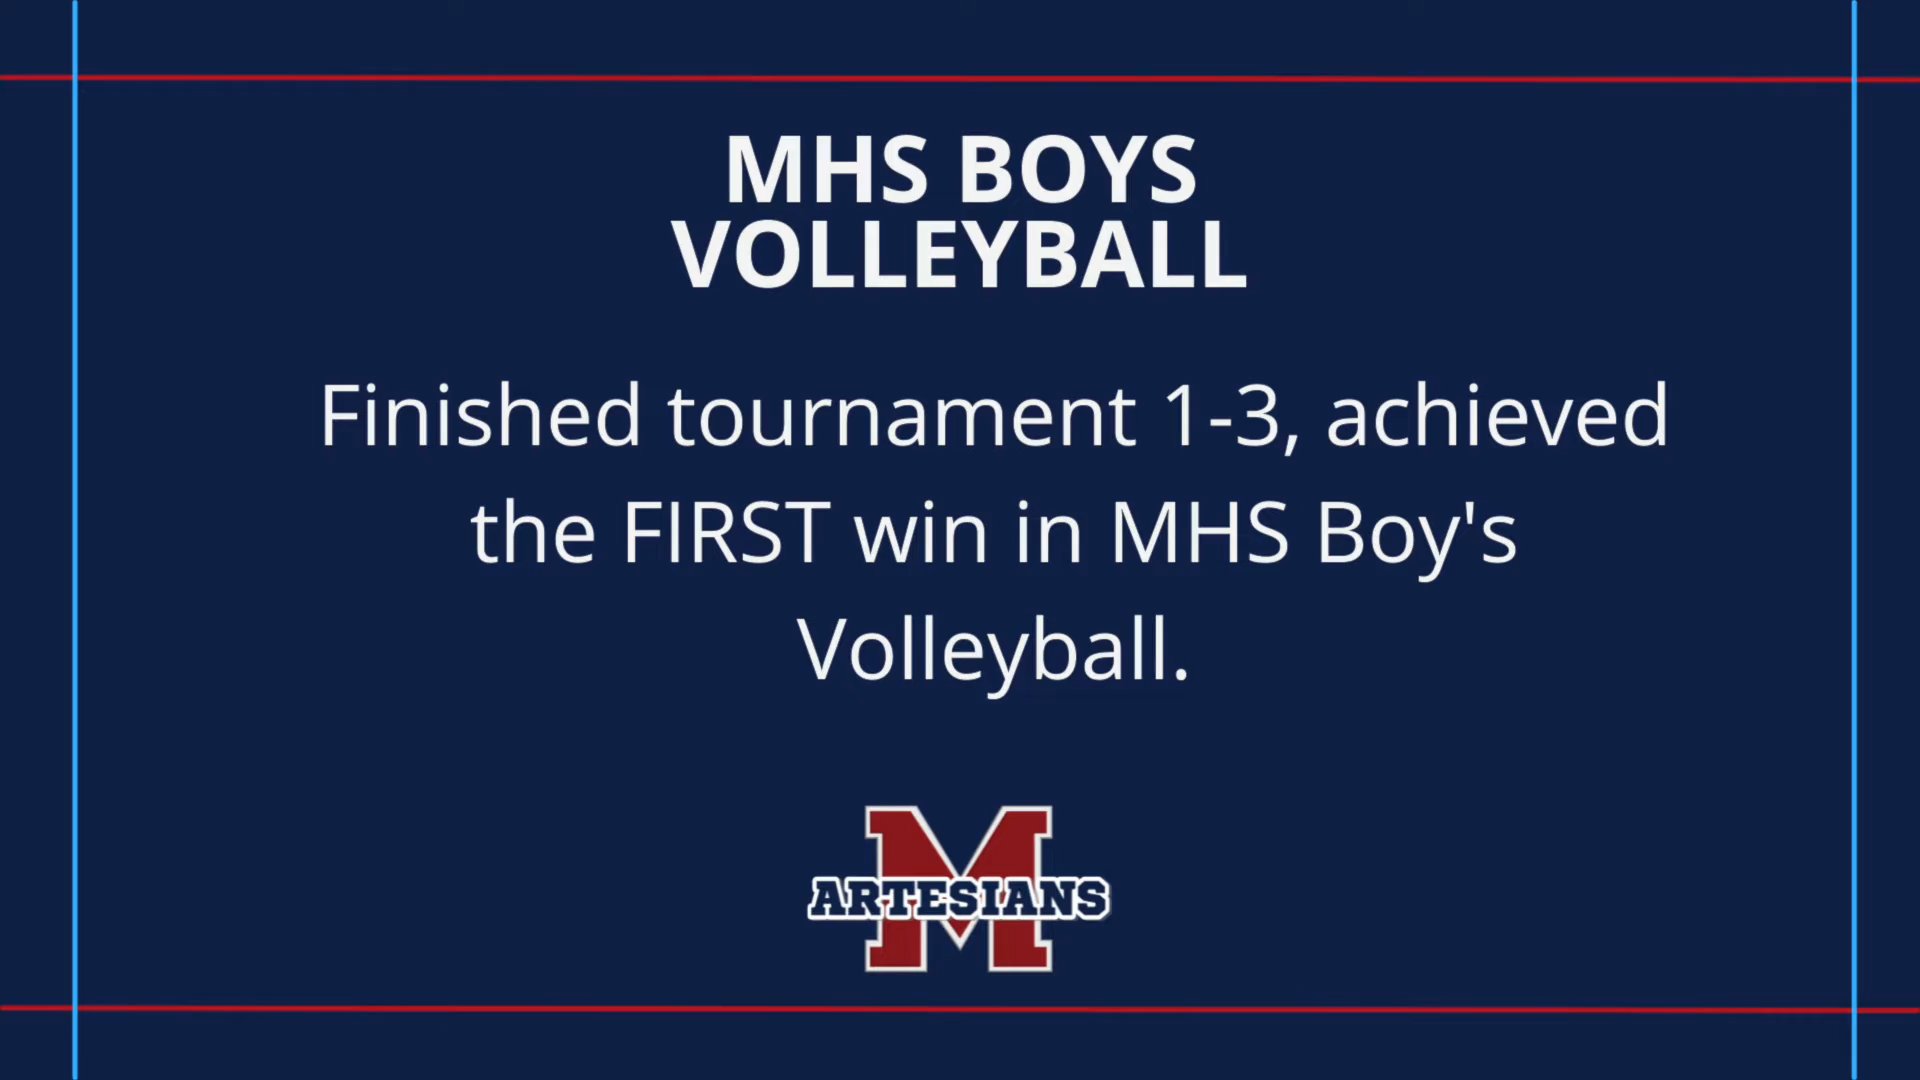 MHS BOYS
VOLLEYBALL
Finished tournament 1-3, achieved
the FIRST win in MHS Boy's
Volleyball.
M
ARTESIANS